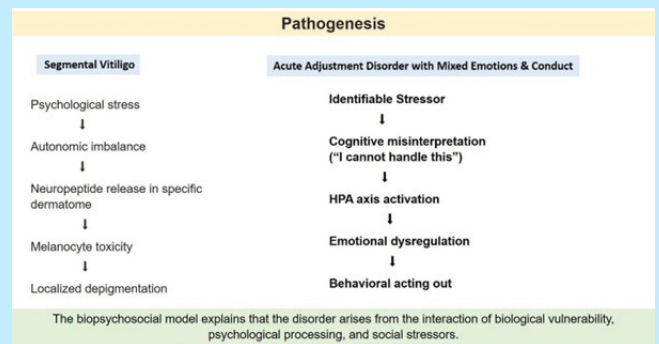 Pathogenesis
Segmental Vitiligo
Psychological stress
↓
Autonomic imbalance
↓
Neuropeptide release in specific
dermatome
↓
Melanocyte toxicity
↓
Localized depigmentation
Acute Adjustment Disorder with Mixed Emotions & Conduct
Identifiable Stressor
↓
Cognitive misinterpretation
("I cannot handle this")
↓
HPA axis activation
↓
Emotional dysregulation
↓
Behavioral acting out
The biopsychosocial model explains that the disorder arises from the interaction of biological vulnerability,
psychological processing, and social stressors.